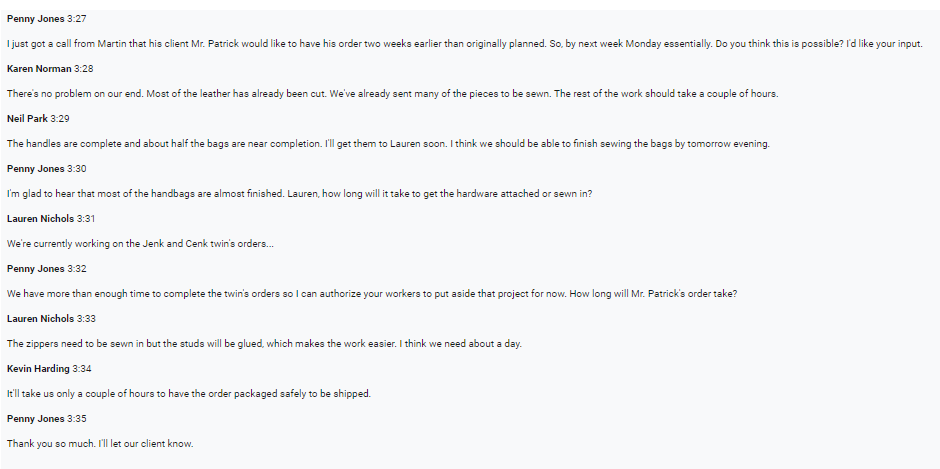 Penny Jones 3:27
I just got a call from Martin that his client Mr. Patrick would like to have his order two weeks earlier than originally planned. So, by next week Monday essentially. Do you think this is possible? I'd like your input.
Karen Norman 3:28
There's no problem on our end. Most of the leather has already been cut. We've already sent many of the pieces to be sewn. The rest of the work should take a couple of hours.
Neil Park 3:29
The handles are complete and about half the bags are near completion. I'll get them to Lauren soon. I think we should be able to finish sewing the bags by tomorrow evening.
Penny Jones 3:30
I'm glad to hear that most of the handbags are almost finished. Lauren, how long will it take to get the hardware attached or sewn in?
Lauren Nichols 3:31
We're currently working on the Jenk and Cenk twin's orders...
Penny Jones 3:32
We have more than enough time to complete the twin's orders so I can authorize your workers to put aside that project for now. How long will Mr. Patrick's order take?
Lauren Nichols 3:33
The zippers need to be sewn in but the studs will be glued, which makes the work easier. I think we need about a day.
Kevin Harding 3:34
It'll take us only a couple of hours to have the order packaged safely to be shipped.
Penny Jones 3:35
Thank you so much. I'll let our client know.